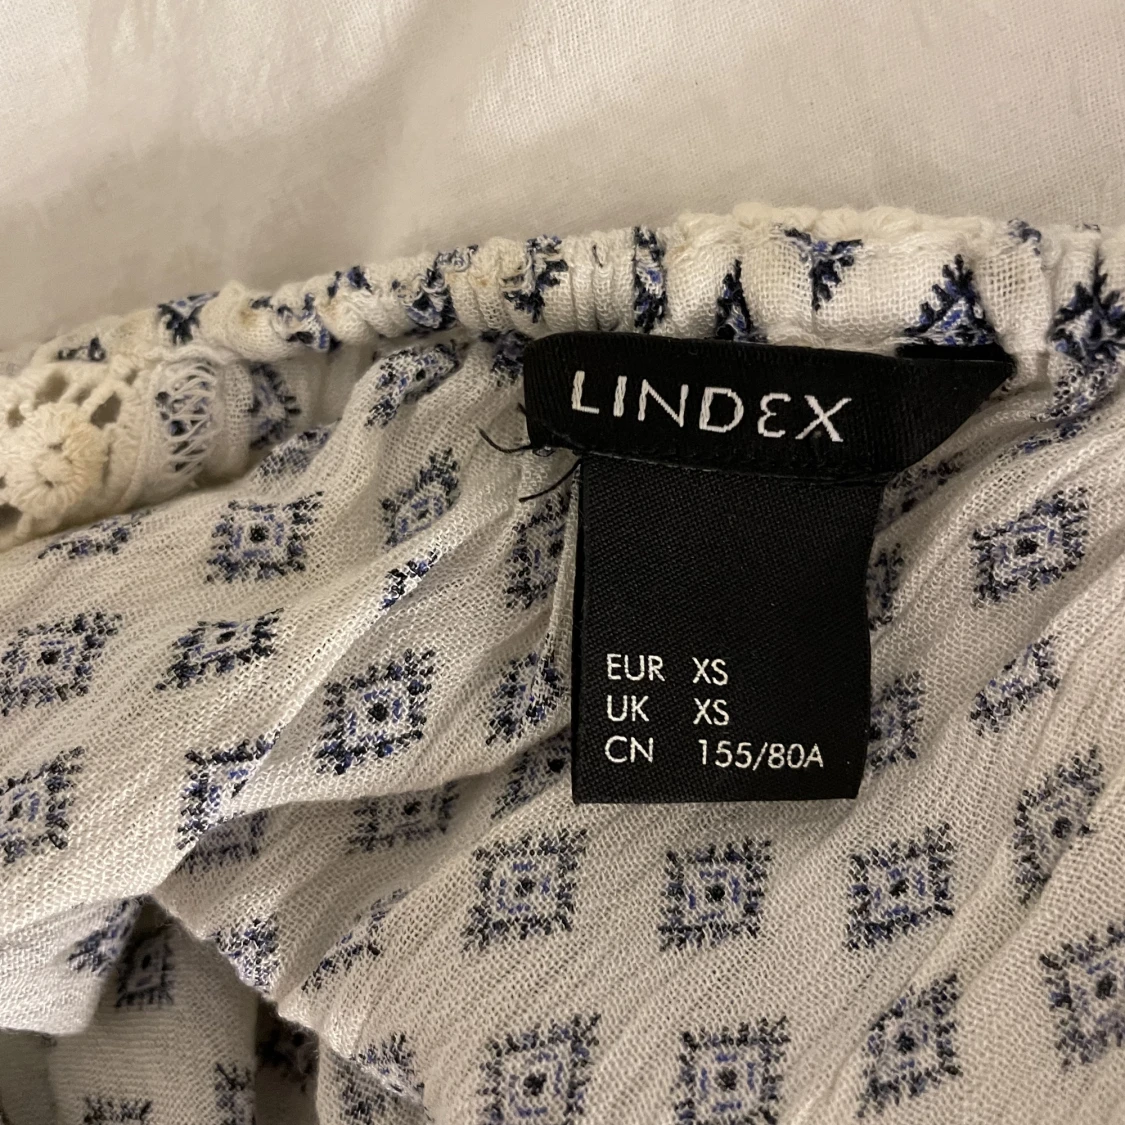 LINDEX
EUR XS
UK XS
CN 155/80A